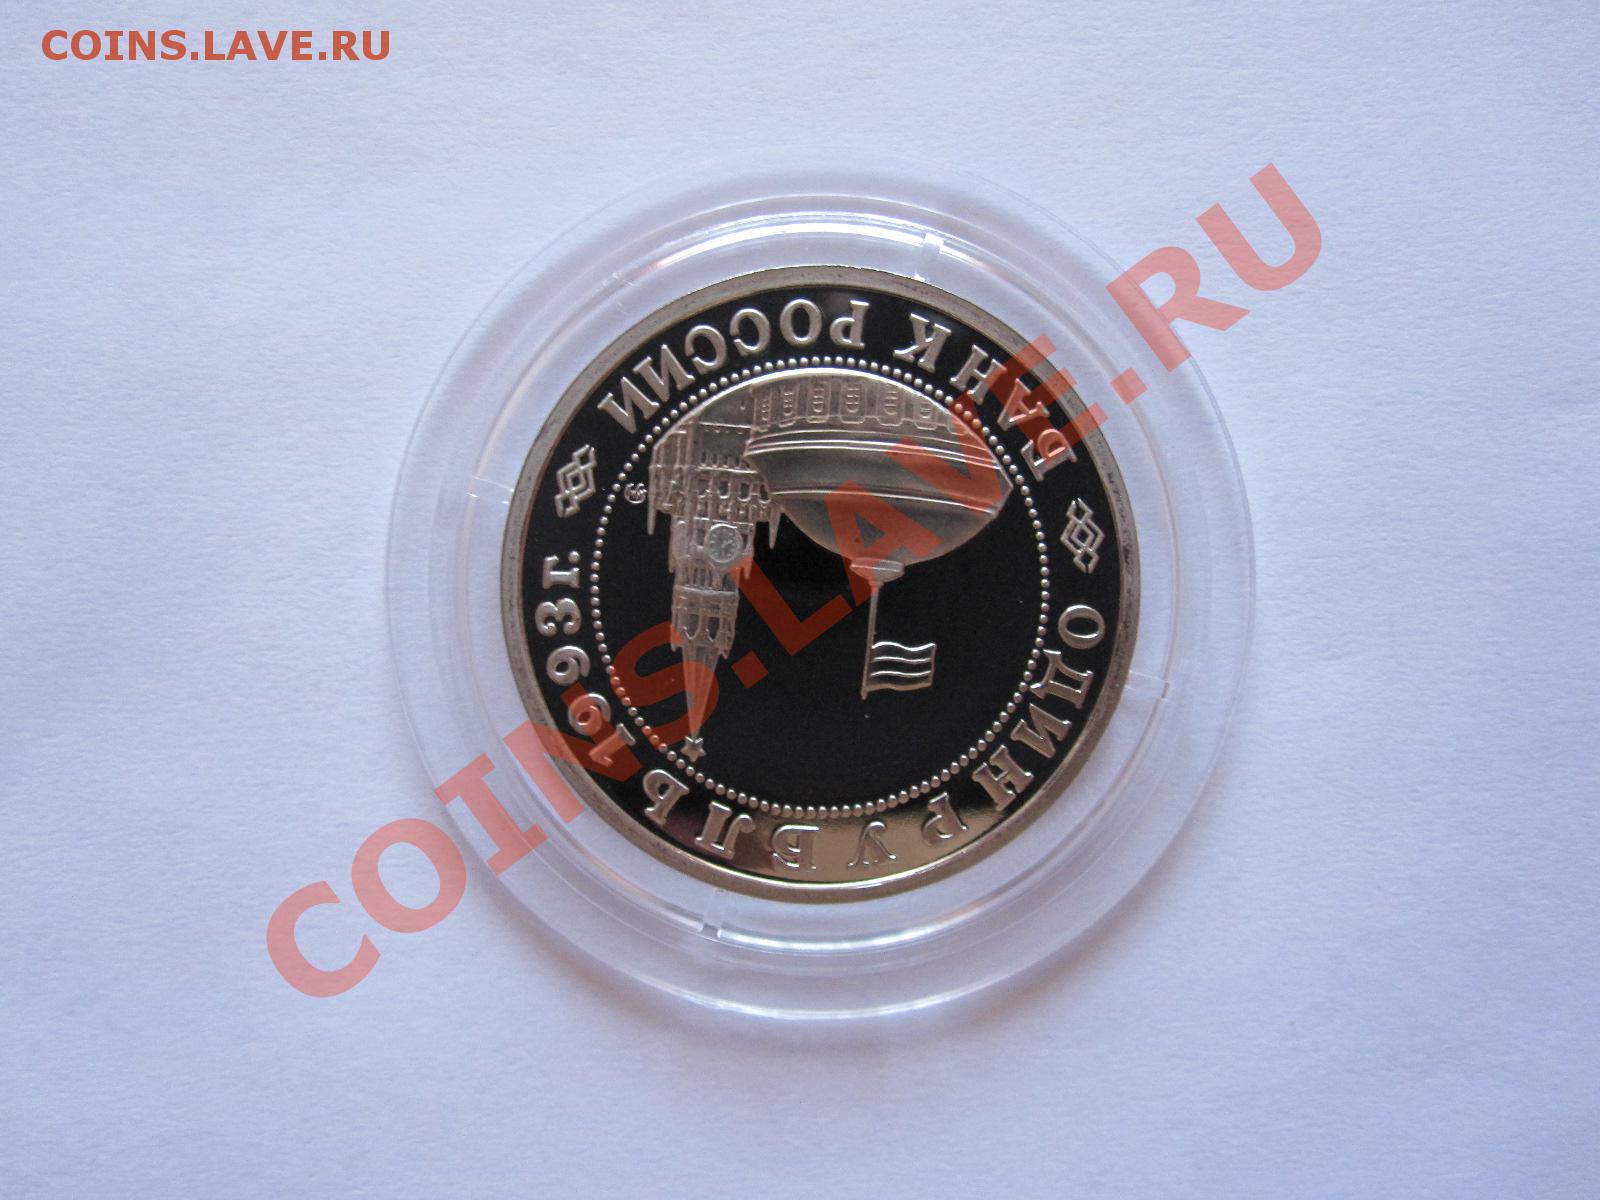 COINS.LAVE.RU
COINS.LAVE.RU
БАНК РОССИИ
1993г.
ОДИН РУБЛЬ